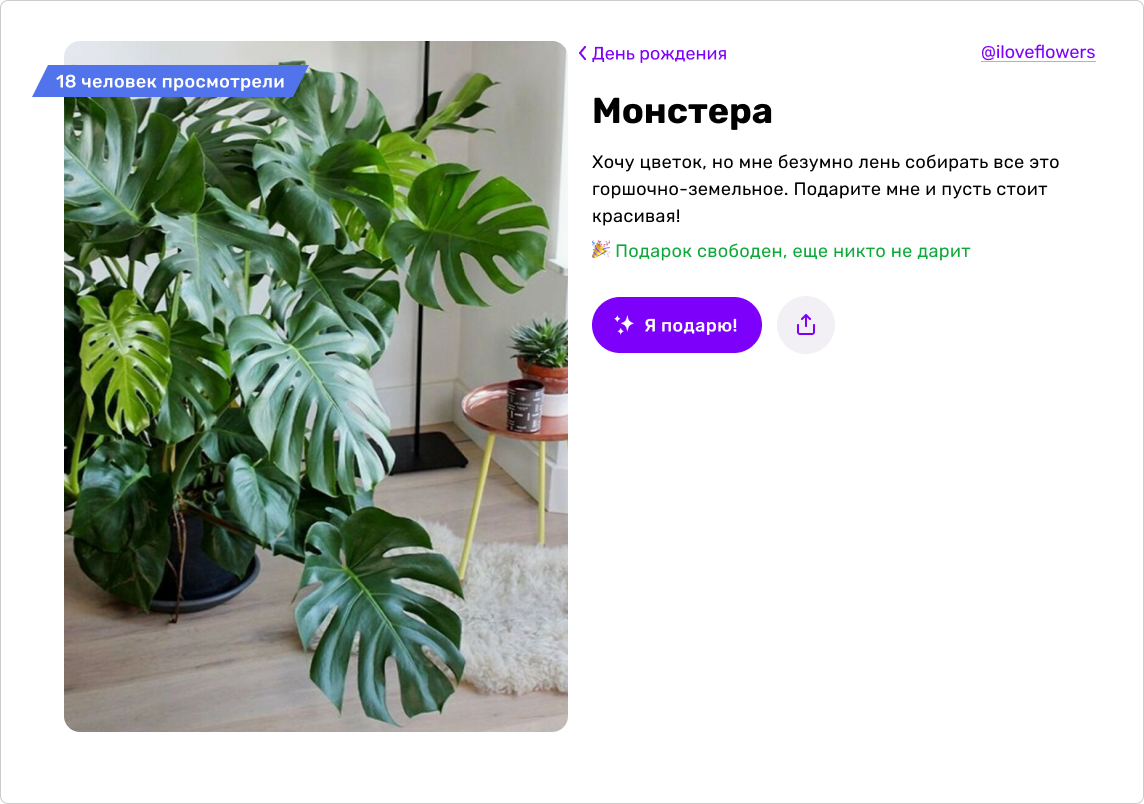 18 человек просмотрели
День рождения
@iloveflowers
Монстера
Хочу цветок, но мне безумно лень собирать все это
горшочно-земельное. Подарите мне и пусть стоит
красивая!
🎉 Подарок свободен, еще никто не дарит
Я подарю!